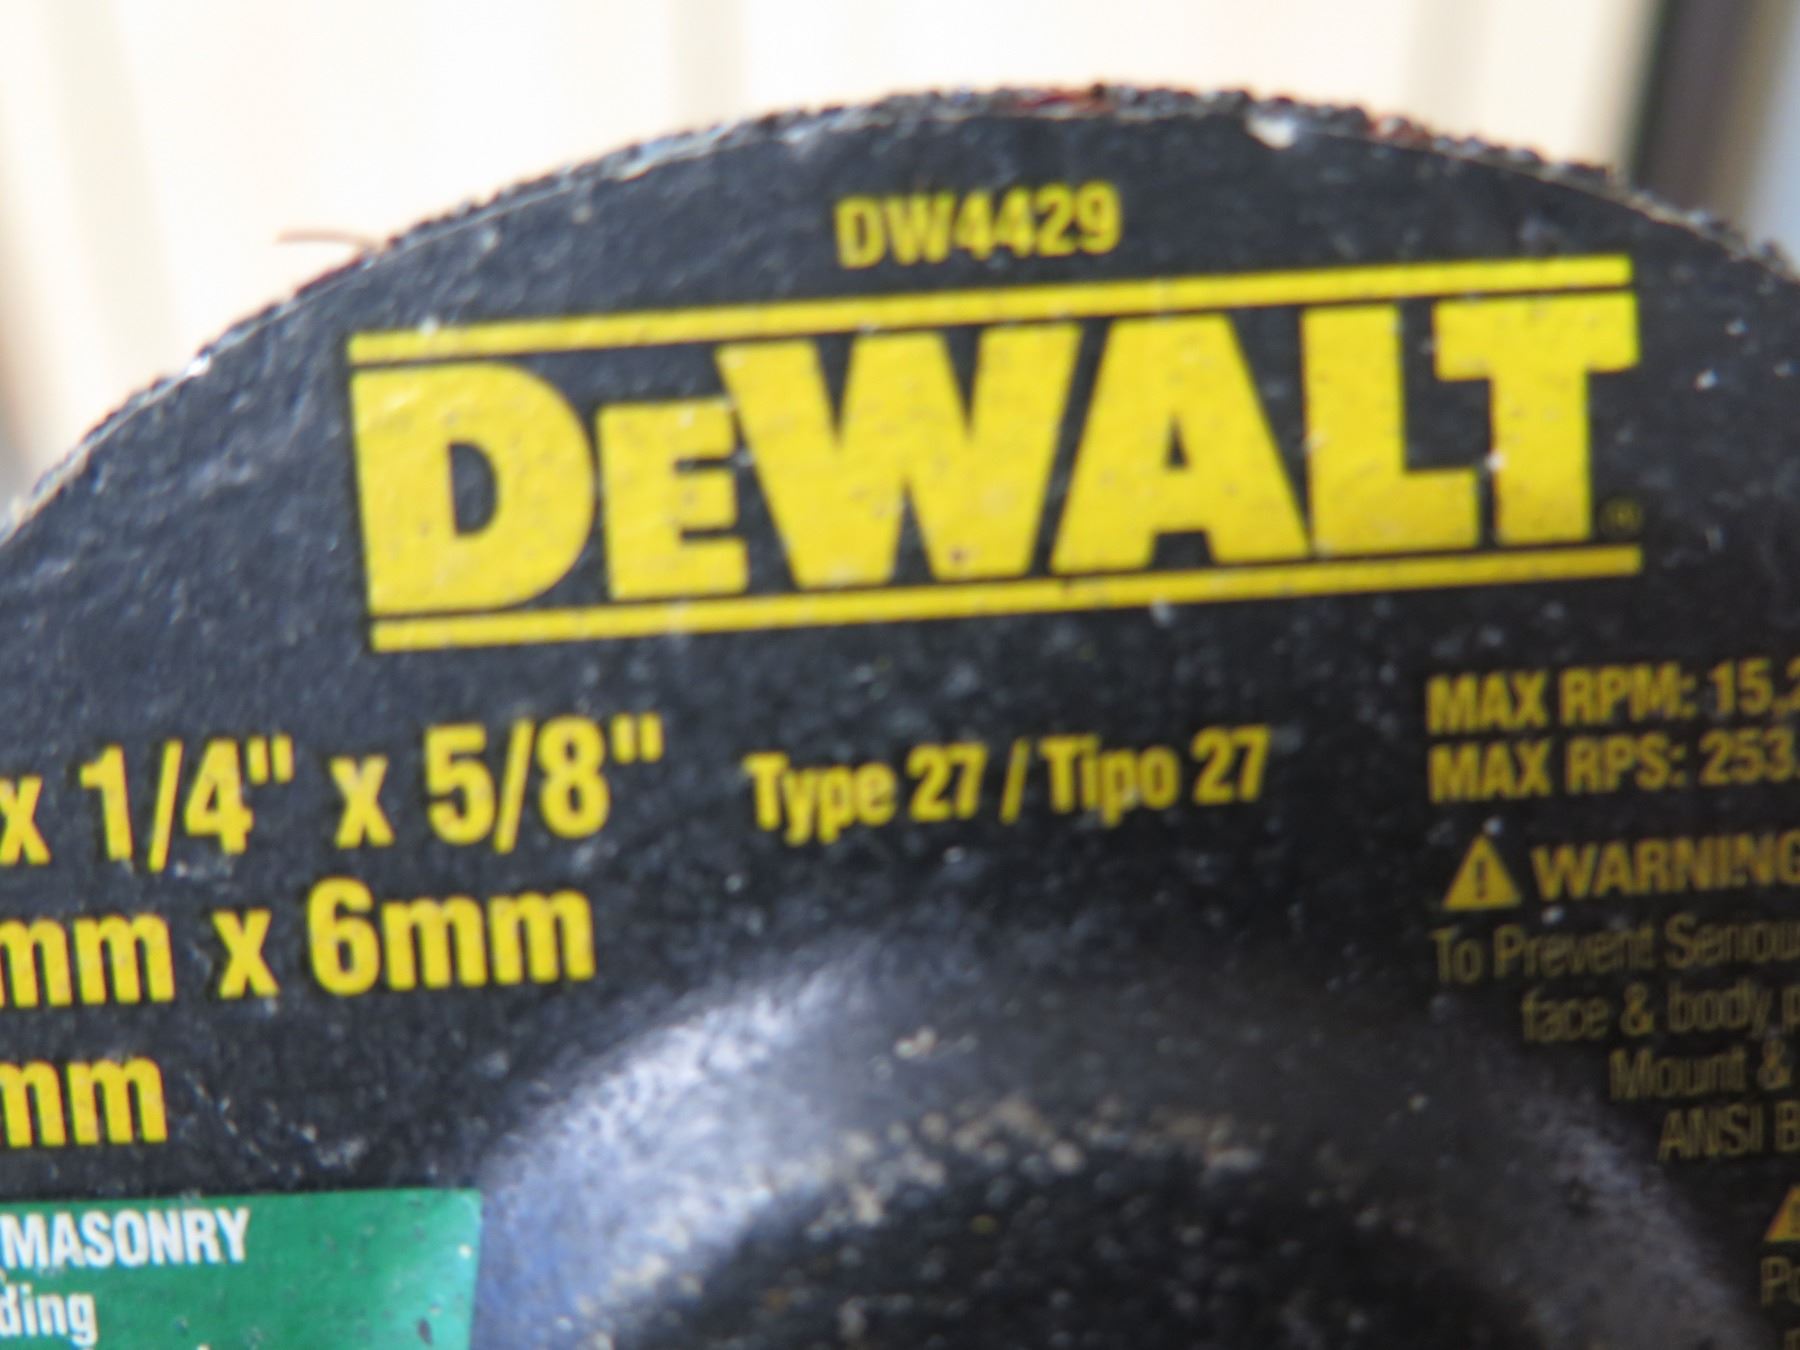 DW4429
DEWALT ®
x 1/4" x 5/8"
Type 27 / Tipo 27
mm x 6mm
mm
MASONRY
ding
MAX RPM: 15,2
MAX RPS: 253.
⚠ WARNING
To Prevent Seriou
face & body p
Mount &
ANSI B